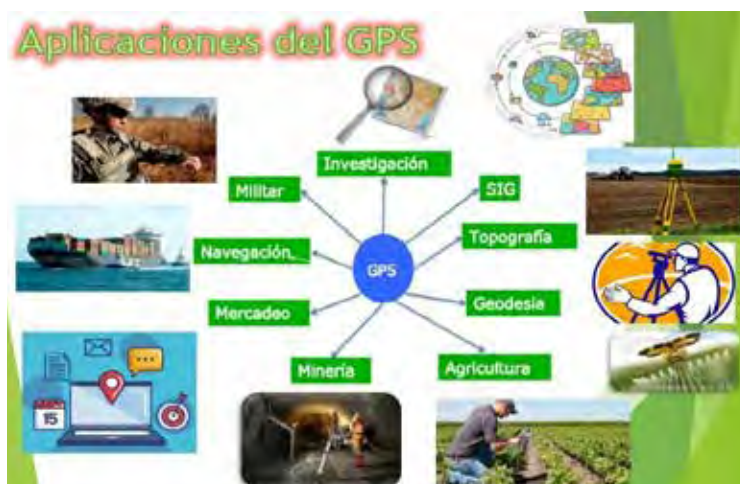 Aplicaciones del GPS
Investigación
Militar
SIG
Navegación.
Topografía
GPS
Mercadeo
Geodesia
Minería
Agricultura
15